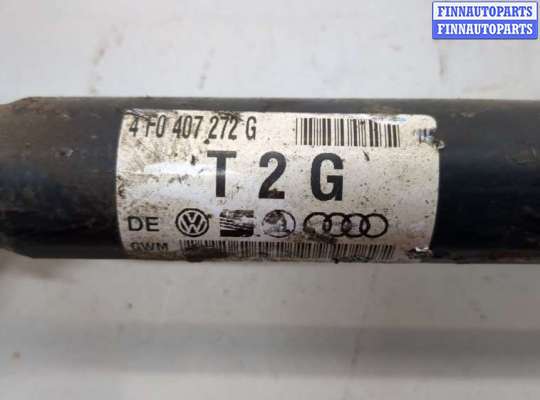 FINNAUTOPARTS
FINNAUTOPARTS
4F0 407 272 G
T 2 G
DE
GWM